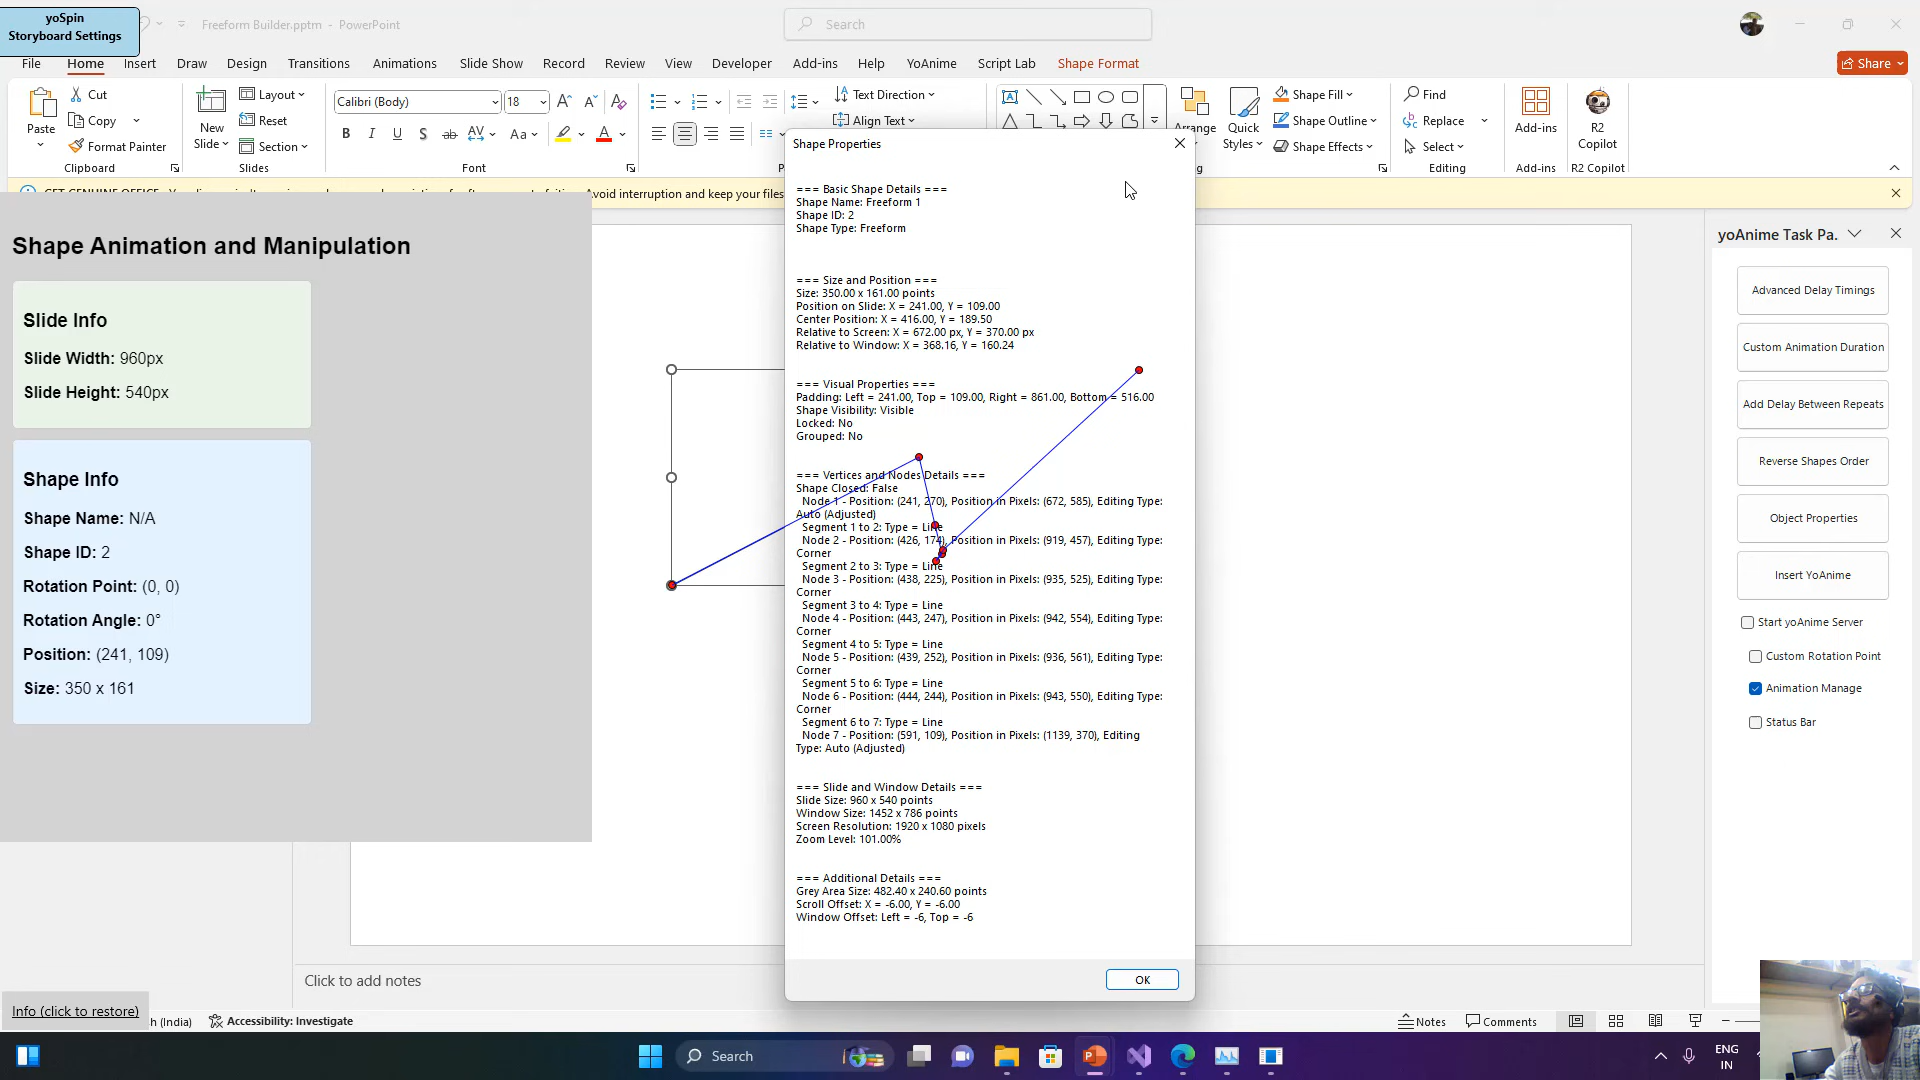 yoSpin
Storyboard Settings
Freeform Builder.pptm - PowerPoint
Search
File Home Insert Draw Design Transitions Animations Slide Show Record Review View Developer Add-ins Help YoAnime Script Lab Shape Format
Share
Paste
Cut
Copy
Format Painter
Clipboard
New
Slide
Layout
Reset
Section
Slides
Calibri (Body) 18
B I U S ab AV Aa A
Font
Text Direction
Align Text
Arrange
Quick
Styles
Shape Fill
Shape Outline
Shape Effects
Find
Replace
Select
Editing
Add-ins
Add-ins
R2
Copilot
R2 Copilot
Avoid interruption and keep your files
Shape Animation and Manipulation
Slide Info
Slide Width: 960px
Slide Height: 540px
Shape Info
Shape Name: N/A
Shape ID: 2
Rotation Point: (0, 0)
Rotation Angle: 0°
Position: (241, 109)
Size: 350 x 161
Shape Properties
=== Basic Shape Details ===
Shape Name: Freeform 1
Shape ID: 2
Shape Type: Freeform
=== Size and Position ===
Size: 350.00 x 161.00 points
Position on Slide: X = 241.00, Y = 109.00
Center Position: X = 416.00, Y = 189.50
Relative to Screen: X = 672.00 px, Y = 370.00 px
Relative to Window: X = 368.16, Y = 160.24
=== Visual Properties ===
Padding: Left = 241.00, Top = 109.00, Right = 861.00, Bottom = 516.00
Shape Visibility: Visible
Locked: No
Grouped: No
=== Vertices and Nodes Details ===
Shape Closed: False
Node 1 - Position: (241, 270), Position in Pixels: (672, 585), Editing Type:
Auto (Adjusted)
Segment 1 to 2: Type = Line
Node 2 - Position: (426, 174), Position in Pixels: (919, 457), Editing Type:
Corner
Segment 2 to 3: Type = Line
Node 3 - Position: (438, 225), Position in Pixels: (935, 525), Editing Type:
Corner
Segment 3 to 4: Type = Line
Node 4 - Position: (443, 247), Position in Pixels: (942, 554), Editing Type:
Corner
Segment 4 to 5: Type = Line
Node 5 - Position: (439, 252), Position in Pixels: (936, 561), Editing Type:
Corner
Segment 5 to 6: Type = Line
Node 6 - Position: (444, 244), Position in Pixels: (943, 550), Editing Type:
Corner
Segment 6 to 7: Type = Line
Node 7 - Position: (591, 109), Position in Pixels: (1139, 370), Editing
Type: Auto (Adjusted)
=== Slide and Window Details ===
Slide Size: 960 x 540 points
Window Size: 1452 x 786 points
Screen Resolution: 1920 x 1080 pixels
Zoom Level: 101.00%
=== Additional Details ===
Grey Area Size: 482.40 x 240.60 points
Scroll Offset: X = -6.00, Y = -6.00
Window Offset: Left = -6, Top = -6
OK
yoAnime Task Pa.
Advanced Delay Timings
Custom Animation Duration
Add Delay Between Repeats
Reverse Shapes Order
Object Properties
Insert YoAnime
Start yoAnime Server
Custom Rotation Point
Animation Manage
Status Bar
Click to add notes
Info (click to restore)
h (India)
Accessibility: Investigate
Notes
Comments
Search
ENG
IN